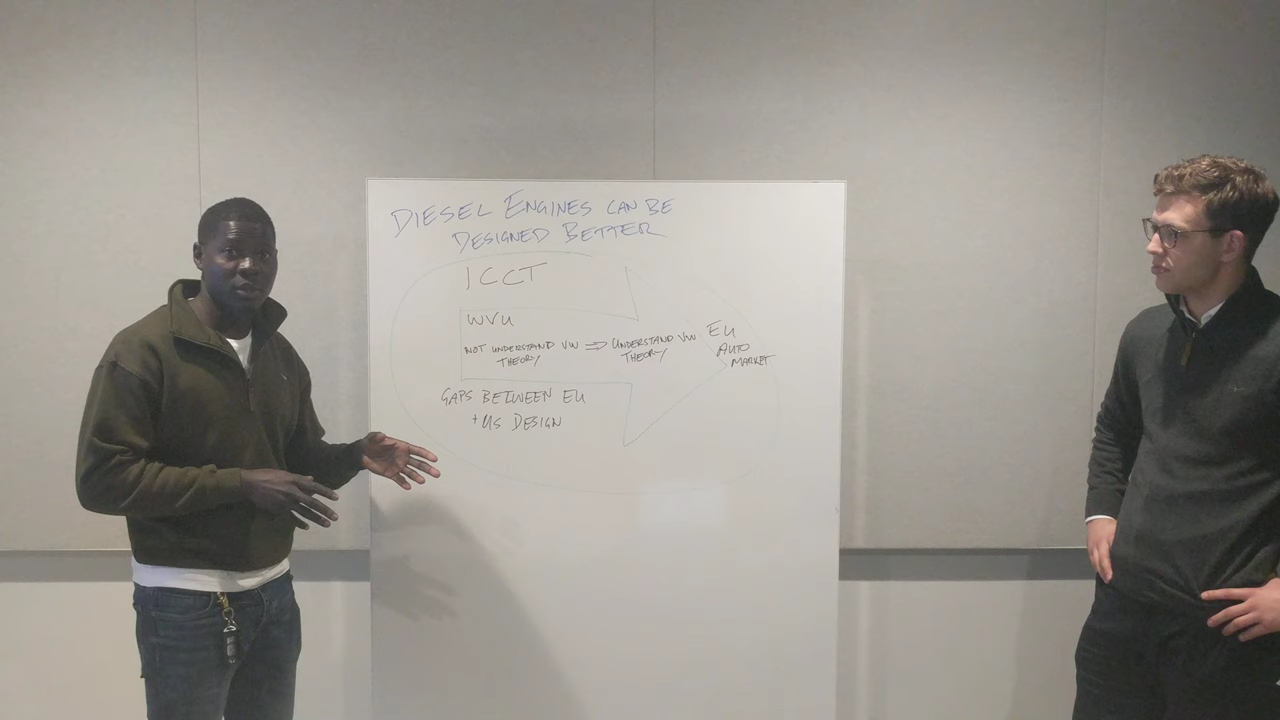 DIESEL ENGINES CAN BE
DESIGNED BETTER
ICCT
WVU
NOT UNDERSTAND VW => UNDERSTAND VW
THEORY THEORY
EU
AUTO
MARKET
GAPS BETWEEN EU
+ US DESIGN